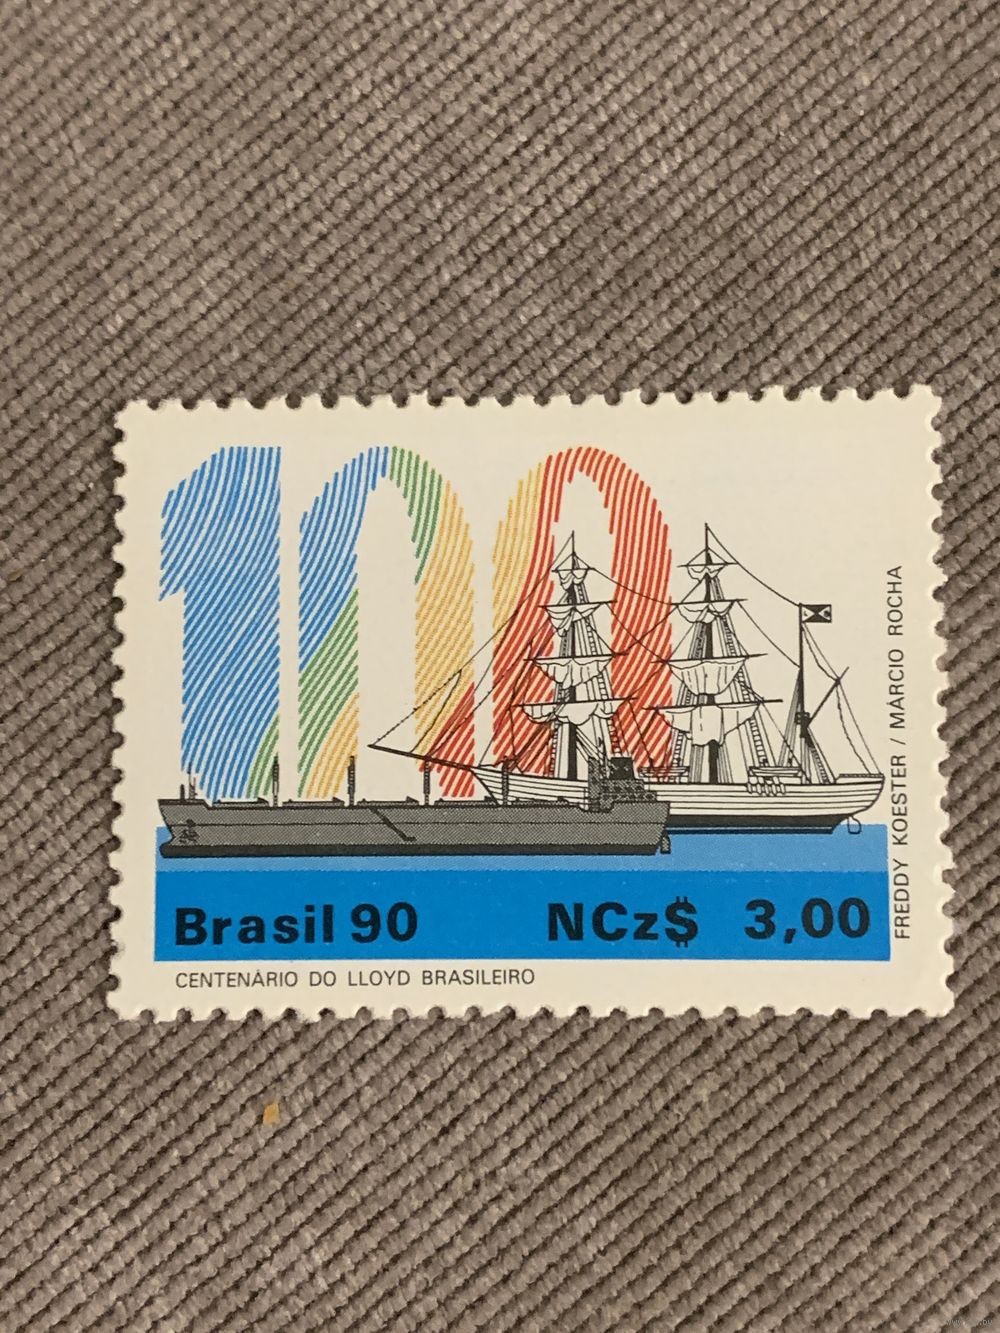 100
Brasil 90 NCz$ 3,00
CENTENÁRIO DO LLOYD BRASILEIRO
FREDDY KOESTER / MÁRCIO ROCHA